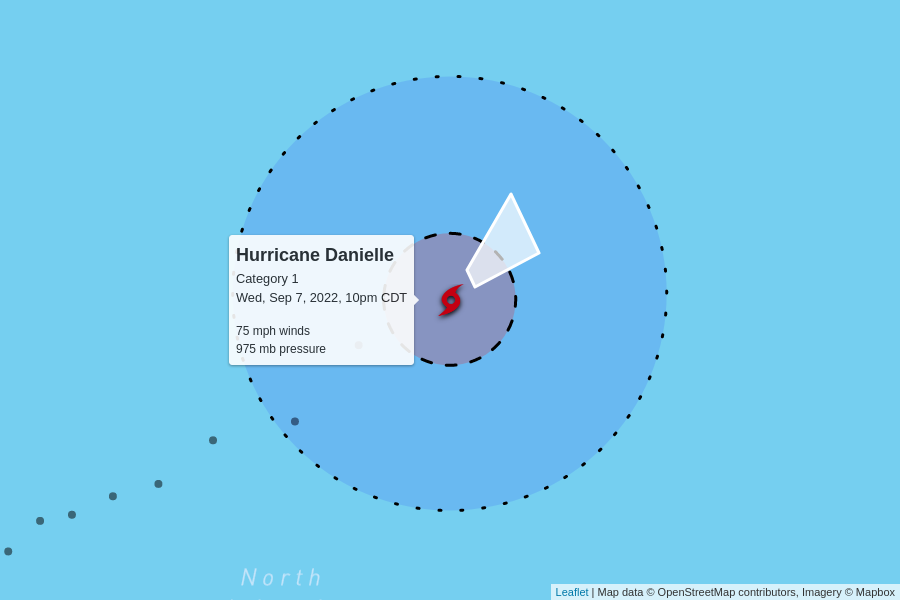 Hurricane Danielle
Category 1
Wed, Sep 7, 2022, 10pm CDT
75 mph winds
975 mb pressure
North
Leaflet | Map data © OpenStreetMap contributors, Imagery © Mapbox